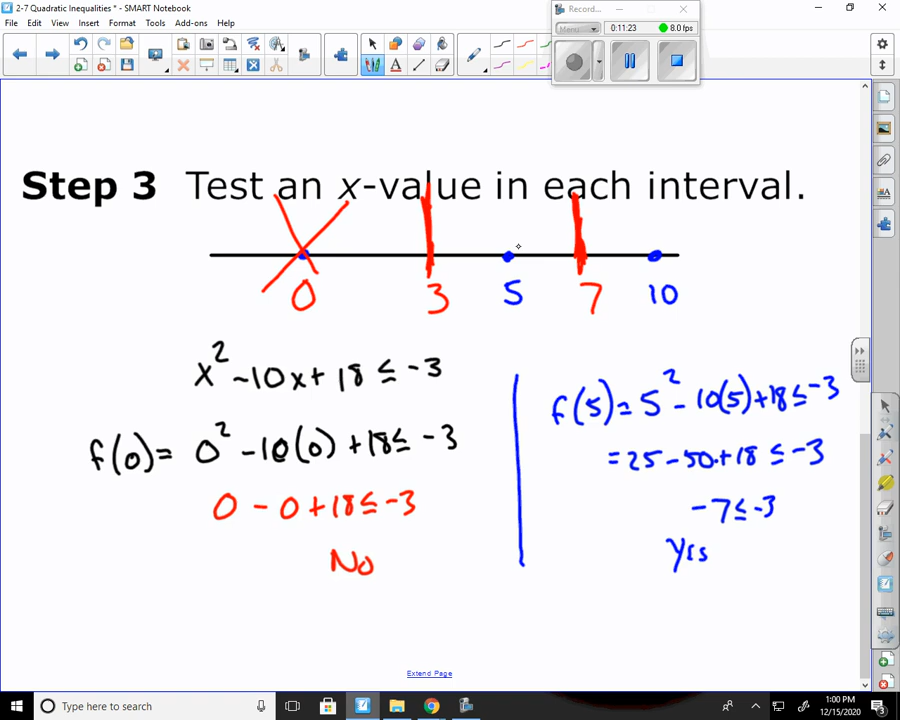 2-7 Quadratic Inequalities * - SMART Notebook
Record...
File Edit View Insert Format Tools Add-ons Help
Menu 0:11:23 8.0 fps
Step 3 Test an x-value in each interval.
0 3 5 7 10
x² - 10x + 18 ≤ -3
f(0) = 0² - 10(0) + 18 ≤ -3
0 - 0 + 18 ≤ -3
No
f(5) = 5² - 10(5) + 18 ≤ -3
= 25 - 50 + 18 ≤ -3
-7 ≤ -3
Yes
Extend Page
Type here to search
1:00 PM
12/15/2020
3